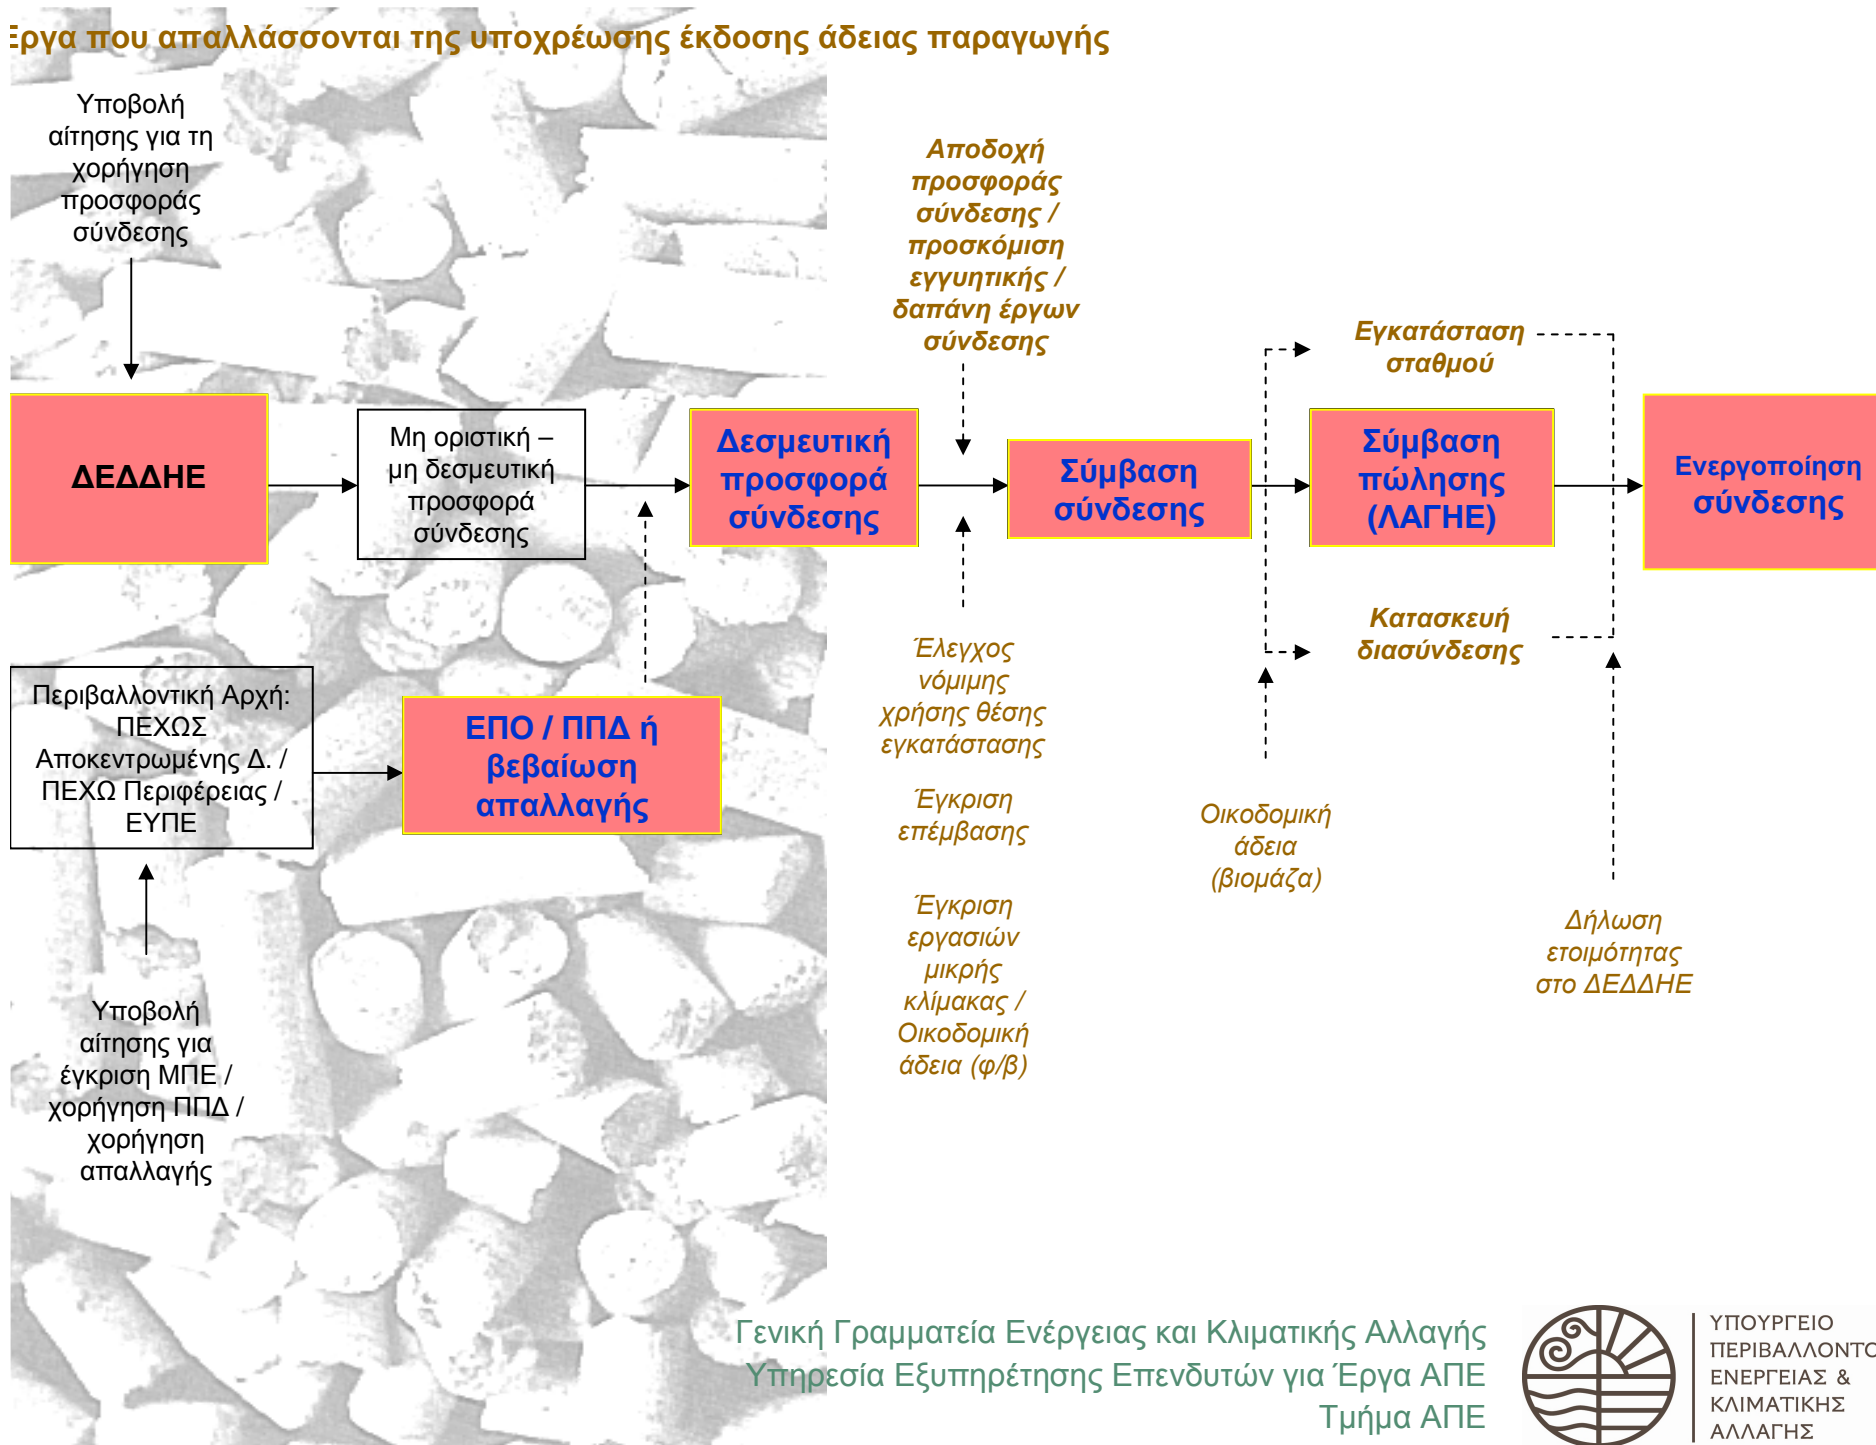 Έργα που απαλλάσσονται της υποχρέωσης έκδοσης άδειας παραγωγής
Υποβολή
αίτησης για τη
χορήγηση
προσφοράς
σύνδεσης
Αποδοχή
προσφοράς
σύνδεσης /
προσκόμιση
εγγυητικής /
δαπάνη έργων
σύνδεσης
Εγκατάσταση
σταθμού
ΔΕΔΔΗΕ
Μη οριστική –
μη δεσμευτική
προσφορά
σύνδεσης
Δεσμευτική
προσφορά
σύνδεσης
Σύμβαση
σύνδεσης
Σύμβαση
πώλησης
(ΛΑΓΗΕ)
Ενεργοποίηση
σύνδεσης
Κατασκευή
διασύνδεσης
Περιβαλλοντική Αρχή:
ΠΕΧΩΣ
Αποκεντρωμένης Δ. /
ΠΕΧΩ Περιφέρειας /
ΕΥΠΕ
ΕΠΟ / ΠΠΔ ή
βεβαίωση
απαλλαγής
Έλεγχος
νόμιμης
χρήσης θέσης
εγκατάστασης
Έγκριση
επέμβασης
Έγκριση
εργασιών
μικρής
κλίμακας /
Οικοδομική
άδεια (φ/β)
Οικοδομική
άδεια
(βιομάζα)
Δήλωση
ετοιμότητας
στο ΔΕΔΔΗΕ
Υποβολή
αίτησης για
έγκριση ΜΠΕ /
χορήγηση ΠΠΔ /
χορήγηση
απαλλαγής
Γενική Γραμματεία Ενέργειας και Κλιματικής Αλλαγής
Υπηρεσία Εξυπηρέτησης Επενδυτών για Έργα ΑΠΕ
Τμήμα ΑΠΕ
ΥΠΟΥΡΓΕΙΟ
ΠΕΡΙΒΑΛΛΟΝΤΟ
ΕΝΕΡΓΕΙΑΣ &
ΚΛΙΜΑΤΙΚΗΣ
ΑΛΛΑΓΗΣ